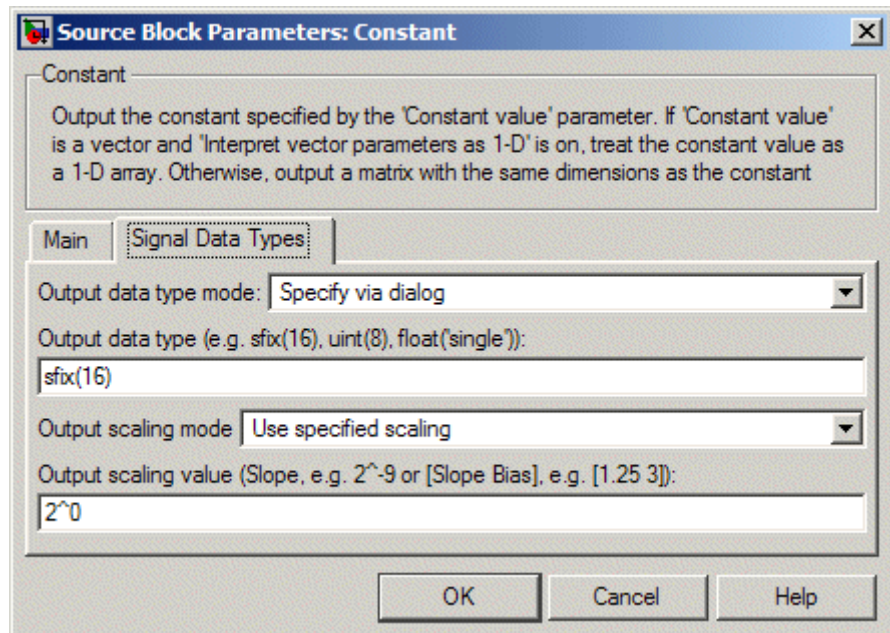 Source Block Parameters: Constant
Constant
Output the constant specified by the 'Constant value' parameter. If 'Constant value'
is a vector and 'Interpret vector parameters as 1-D' is on, treat the constant value as
a 1-D array. Otherwise, output a matrix with the same dimensions as the constant
Main Signal Data Types
Output data type mode: Specify via dialog
Output data type (e.g. sfix(16), uint(8), float('single')):
sfix(16)
Output scaling mode Use specified scaling
Output scaling value (Slope, e.g. 2^-9 or [Slope Bias], e.g. [1.25 3]):
2^0
OK Cancel Help